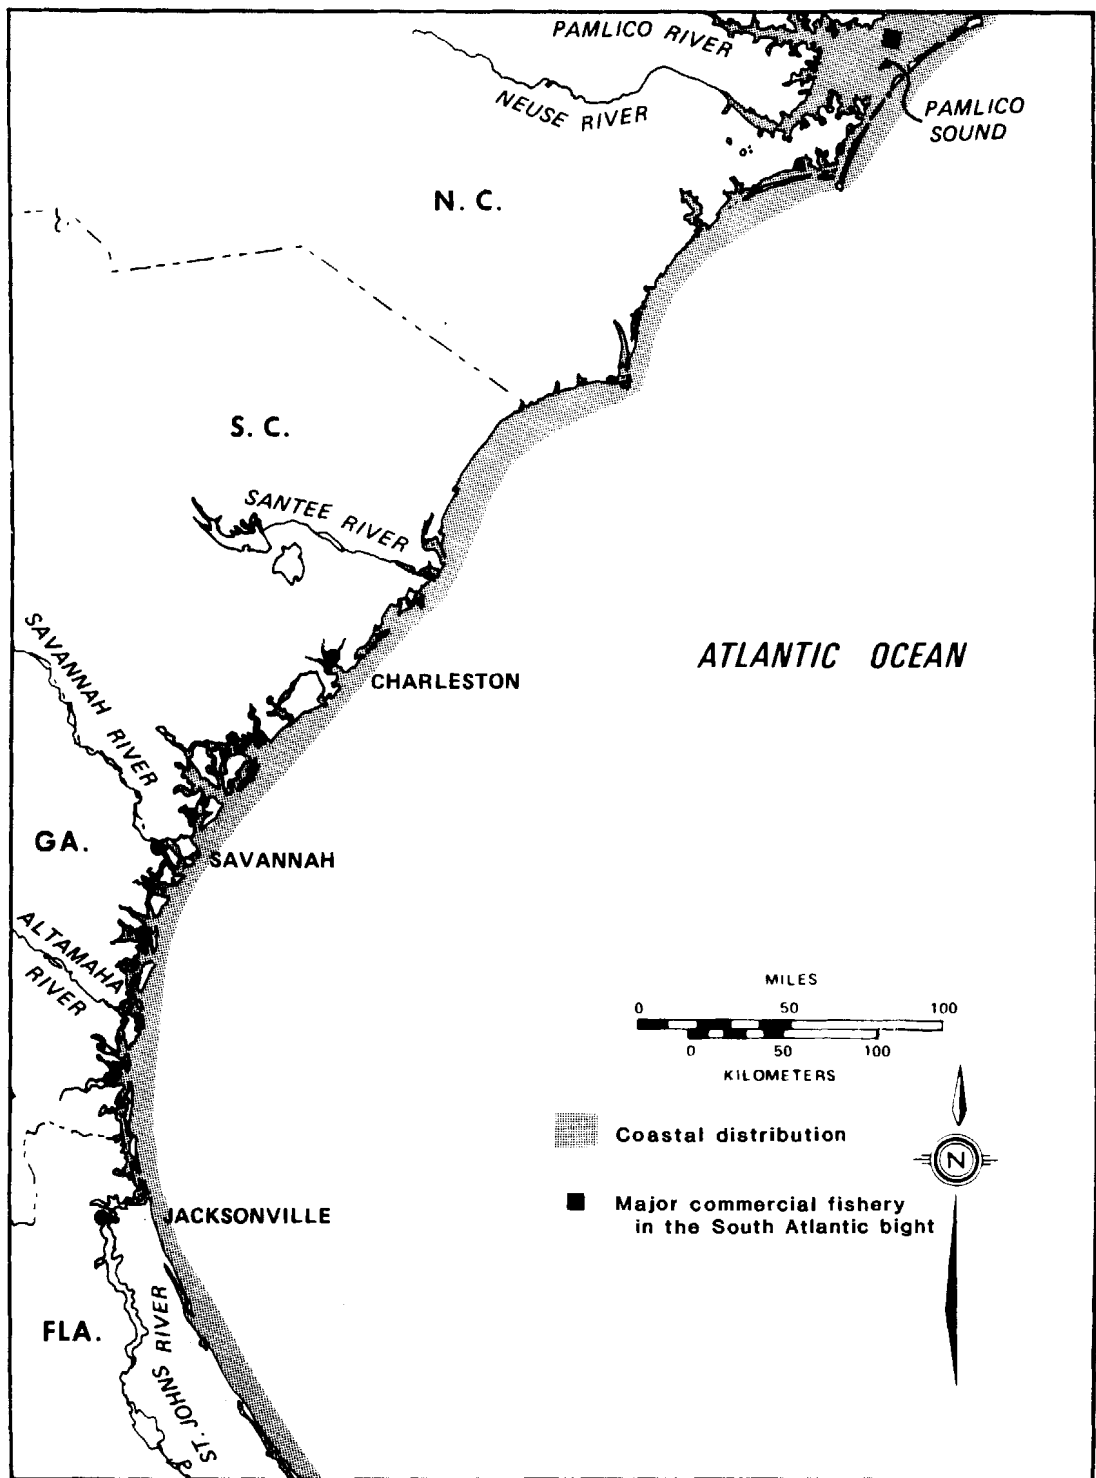 PAMLICO RIVER
NEUSE RIVER
PAMLICO
SOUND
N. C.
S. C.
SANTEE RIVER
SAVANNAH RIVER
ATLANTIC OCEAN
CHARLESTON
GA.
SAVANNAH
ALTAMAHA
RIVER
MILES
0 50 100
0 50 100
KILOMETERS
Coastal distribution
N
Major commercial fishery
in the South Atlantic bight
JACKSONVILLE
FLA.
ST. JOHNS RIVER